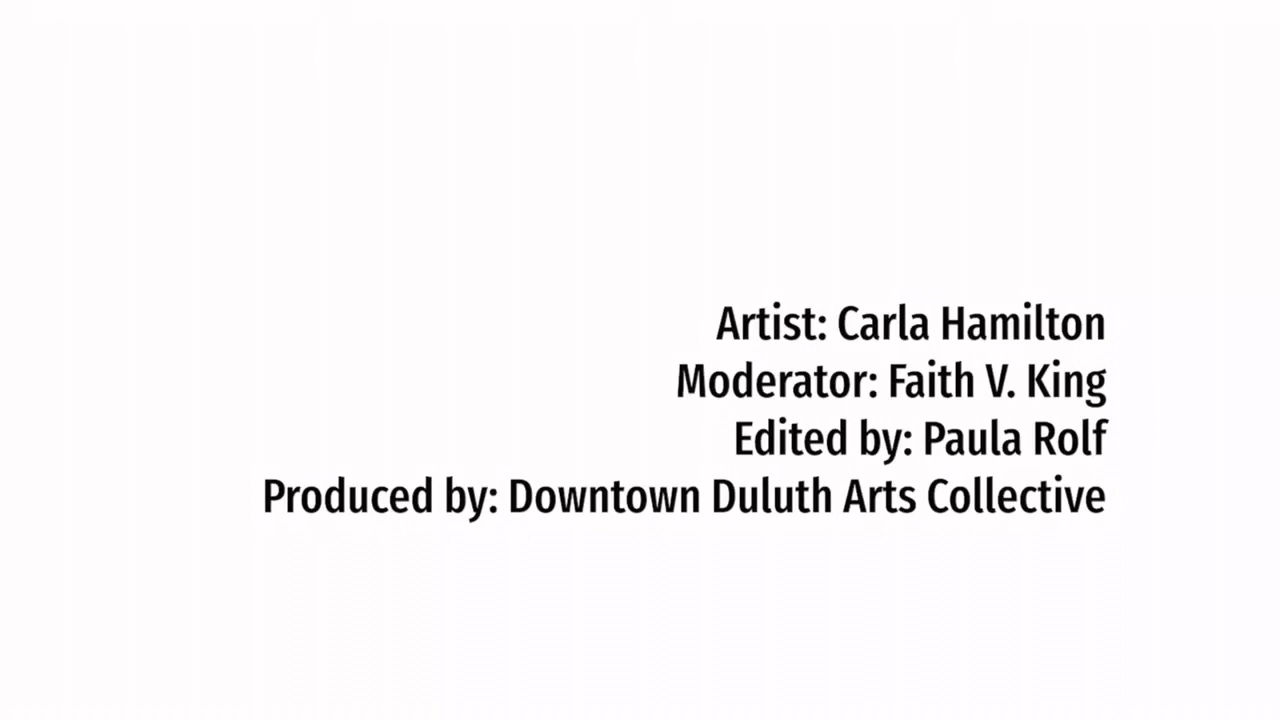 Artist: Carla Hamilton
Moderator: Faith V. King
Edited by: Paula Rolf
Produced by: Downtown Duluth Arts Collective